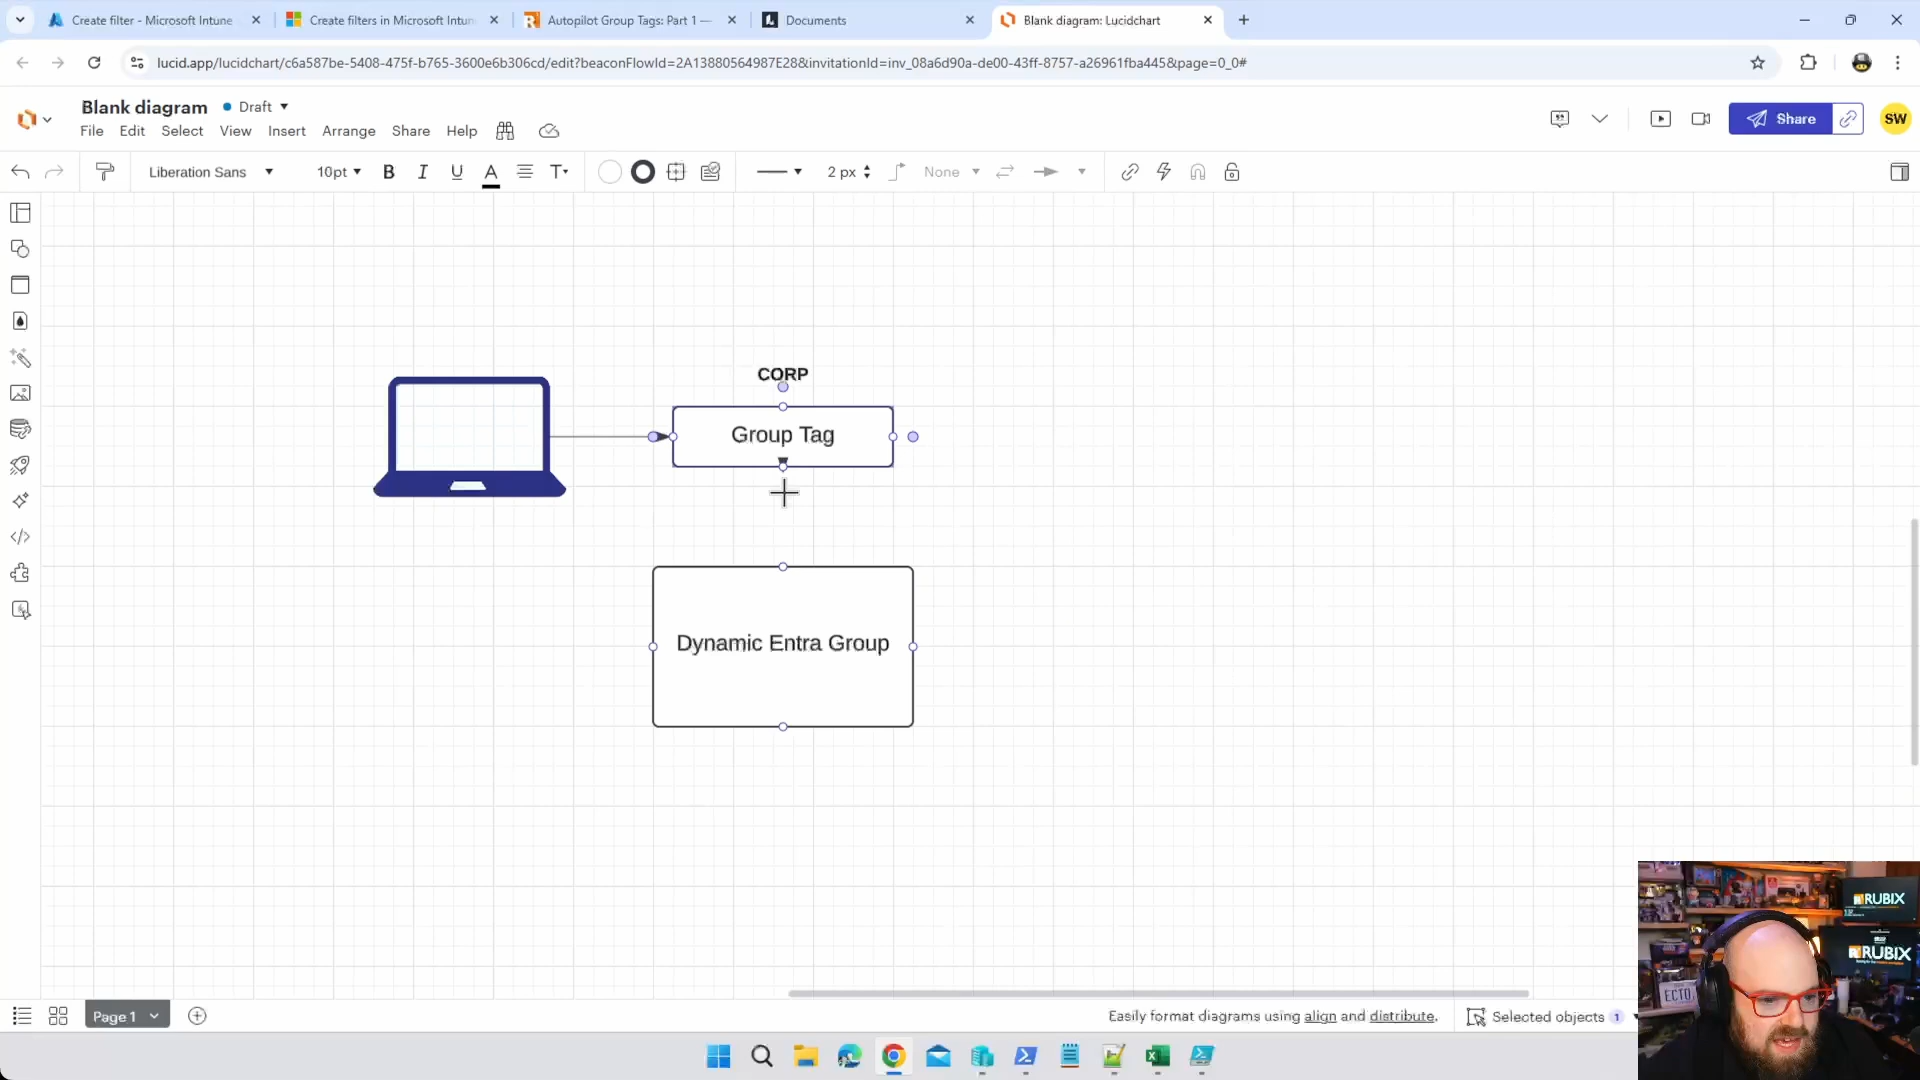 Create filter - Microsoft Intune
Create filters in Microsoft Intun
Autopilot Group Tags: Part 1 —
Documents
Blank diagram: Lucidchart
lucid.app/lucidchart/c6a587be-5408-475f-b765-3600e6b306cd/edit?beaconFlowId=2A13880564987E28&invitationId=inv_08a6d90a-de00-43ff-8757-a26961fba445&page=0_0#
Blank diagram
Draft
File
Edit
Select
View
Insert
Arrange
Share
Help
Share
SW
Liberation Sans
10pt
B
I
U
A
T
2 px
None
CORP
Group Tag
Dynamic Entra Group
RUBIX
RUBIX
ECTO
Page 1
Easily format diagrams using align and distribute.
Selected objects
1